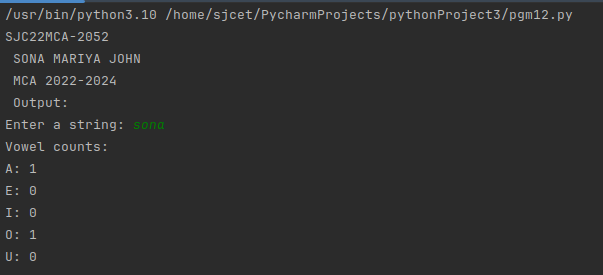 /usr/bin/python3.10 /home/sjcet/PycharmProjects/pythonProject3/pgm12.py
SJC22MCA-2052
SONA MARIYA JOHN
MCA 2022-2024
Output:
Enter a string: sona
Vowel counts:
A: 1
E: 0
I: 0
O: 1
U: 0